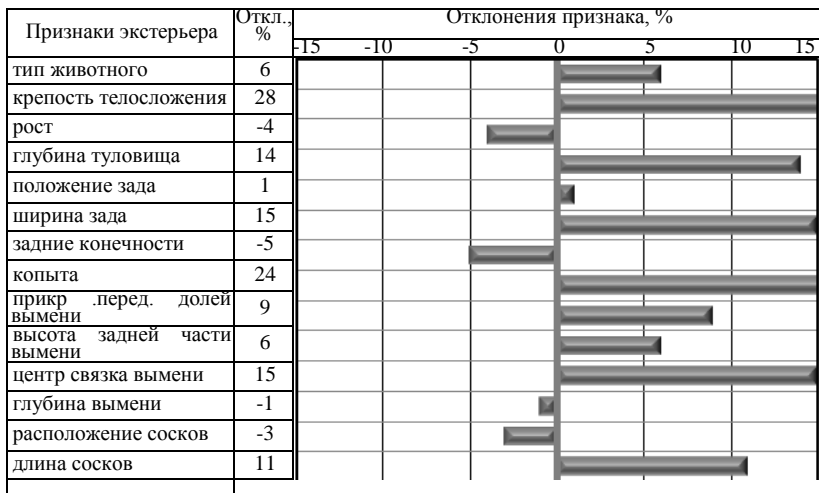 Признаки экстерьера Откл., % Отклонения признака, %
-15 -10 -5 0 5 10 15
тип животного 6
крепость телосложения 28
рост -4
глубина туловища 14
положение зада 1
ширина зада 15
задние конечности -5
копыта 24
прикр .перед. долей
вымени 9
высота задней части
вымени 6
центр связка вымени 15
глубина вымени -1
расположение сосков -3
длина сосков 11